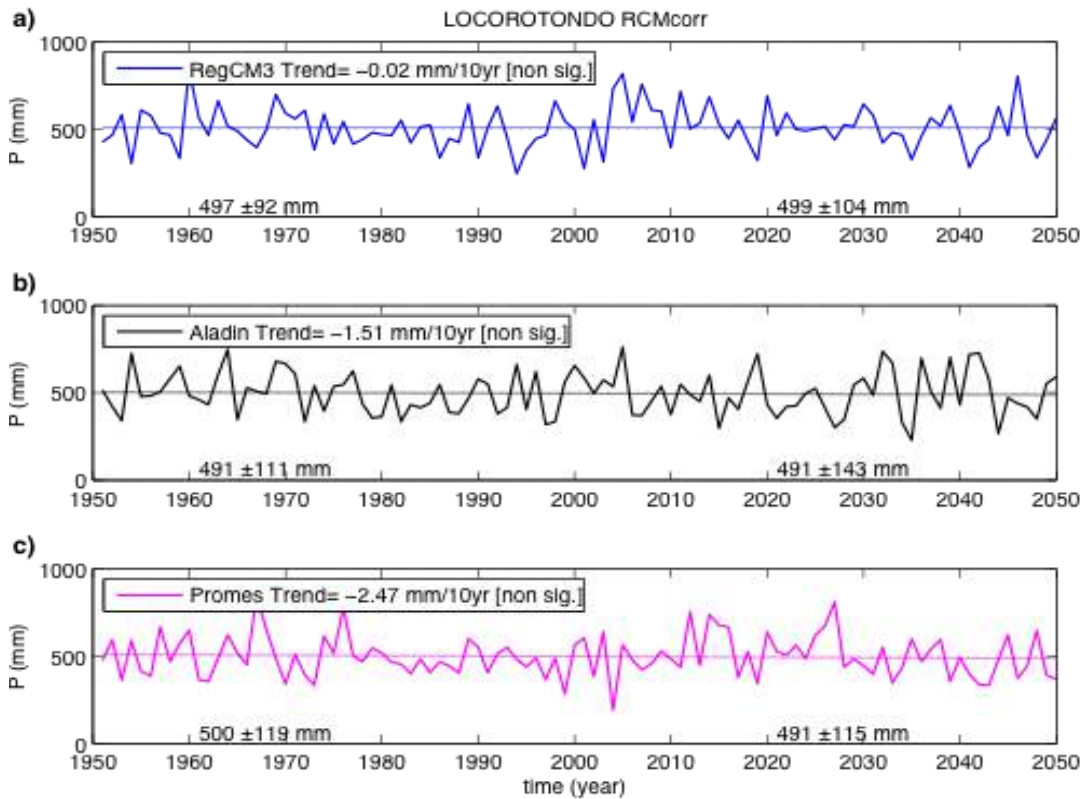 LOCOROTONDO RCMcorr
a)
1000
RegCM3 Trend= −0.02 mm/10yr [non sig.]
P (mm)
500
497 ±92 mm
499 ±104 mm
0
1950 1960 1970 1980 1990 2000 2010 2020 2030 2040 2050
b)
1000
Aladin Trend= −1.51 mm/10yr [non sig.]
P (mm)
500
491 ±111 mm
491 ±143 mm
0
1950 1960 1970 1980 1990 2000 2010 2020 2030 2040 2050
c)
1000
Promes Trend= −2.47 mm/10yr [non sig.]
P (mm)
500
500 ±119 mm
491 ±115 mm
0
1950 1960 1970 1980 1990 2000 2010 2020 2030 2040 2050
time (year)